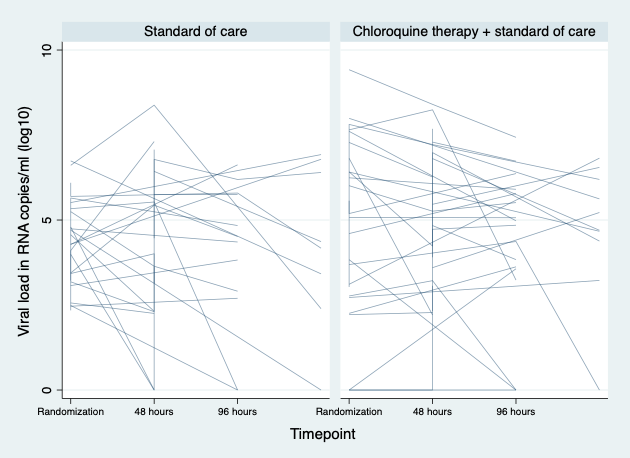 Standard of care
Chloroquine therapy + standard of care
Viral load in RNA copies/ml (log10)
10
5
0
Randomization
48 hours
96 hours
Randomization
48 hours
96 hours
Timepoint